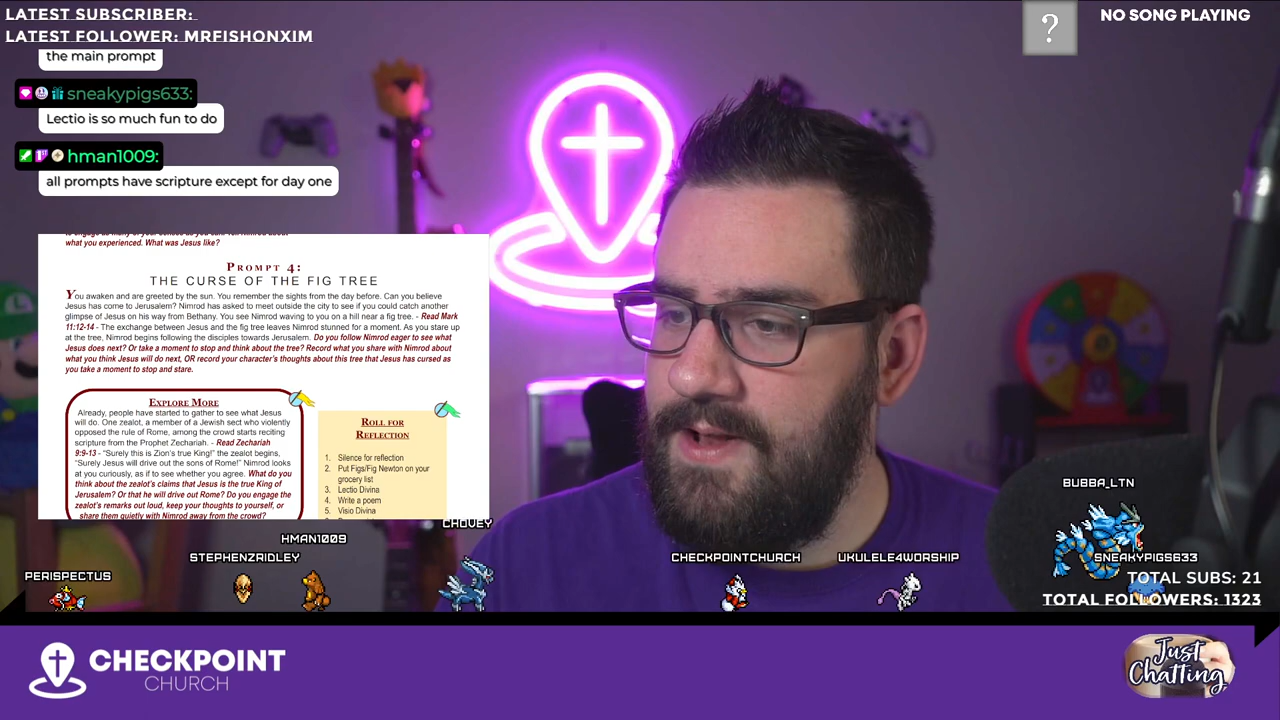 LATEST SUBSCRIBER:
LATEST FOLLOWER: MRFISHONXIM
NO SONG PLAYING
?
the main prompt
sneakypigs633:
Lectio is so much fun to do
hman1009:
all prompts have scripture except for day one
what you experienced. What was Jesus like?
PROMPT 4:
THE CURSE OF THE FIG TREE
You awaken and are greeted by the sun. You remember the sights from the day before. Can you believe
Jesus has come to Jerusalem? Nimrod has asked to meet outside the city to see if you could catch another
glimpse of Jesus on his way from Bethany. You see Nimrod waving to you on a hill near a fig tree. - Read Mark
11:12-14 - The exchange between Jesus and the fig tree leaves Nimrod stunned for a moment. As you stare up
at the tree, Nimrod begins following the disciples towards Jerusalem. Do you follow Nimrod eager to see what
Jesus does next? Or take a moment to stop and think about the tree? Record what you share with Nimrod about
what you think Jesus will do next, OR record your character's thoughts about this tree that Jesus has cursed as
you take a moment to stop and stare.
EXPLORE MORE
Already, people have started to gather to see what Jesus
will do. One zealot, a member of a Jewish sect who violently
opposed the rule of Rome, among the crowd starts reciting
scripture from the Prophet Zechariah. - Read Zechariah
9:9-13 - "Surely this is Zion's true King!" the zealot begins,
"Surely Jesus will drive out the sons of Rome!" Nimrod looks
at you curiously, as if to see whether you agree. What do you
think about the zealot's claims that Jesus is the true King of
Jerusalem? Or that he will drive out Rome? Do you engage the
zealot's remarks out loud, keep your thoughts to yourself, or
share them quietly with Nimrod away from the crowd?
ROLL FOR
REFLECTION
1. Silence for reflection
2. Put Figs/Fig Newton on your
grocery list
3. Lectio Divina
4. Write a poem
5. Visio Divina
CHOVEY
HMAN1009
STEPHENZRIDLEY
PERISPECTUS
CHECKPOINTCHURCH
UKULELE4WORSHIP
BUBBA_LTN
SNEAKYPIGS633
TOTAL SUBS: 21
TOTAL FOLLOWERS: 1323
CHECKPOINT
CHURCH
Just
Chatting